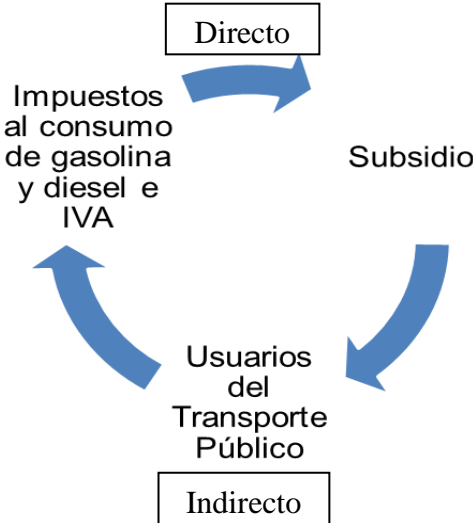 Directo
Impuestos
al consumo
de gasolina
y diesel e
IVA
Subsidio
Usuarios
del
Transporte
Público
Indirecto